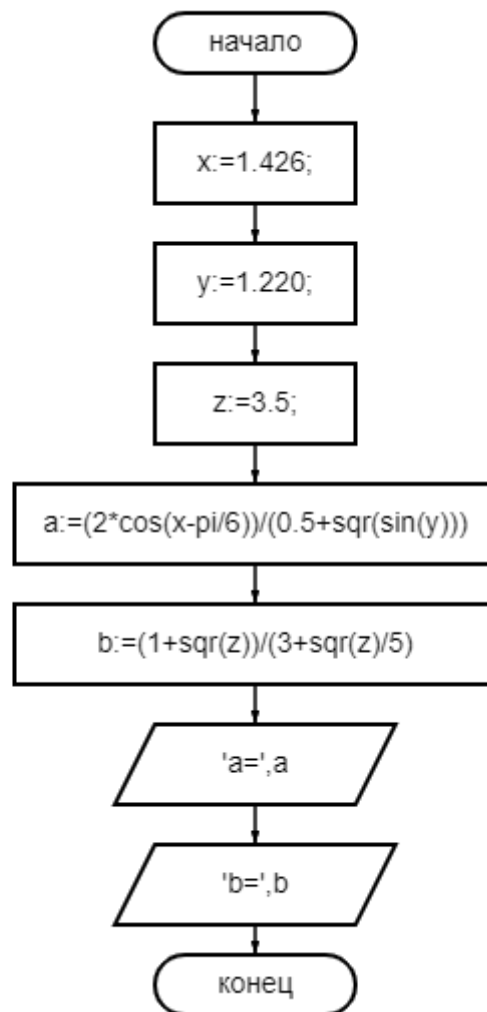 начало
x:=1.426;
y:=1.220;
z:=3.5;
a:=(2*cos(x-pi/6))/(0.5+sqr(sin(y)))
b:=(1+sqr(z))/(3+sqr(z)/5)
'a=',a
'b=',b
конец